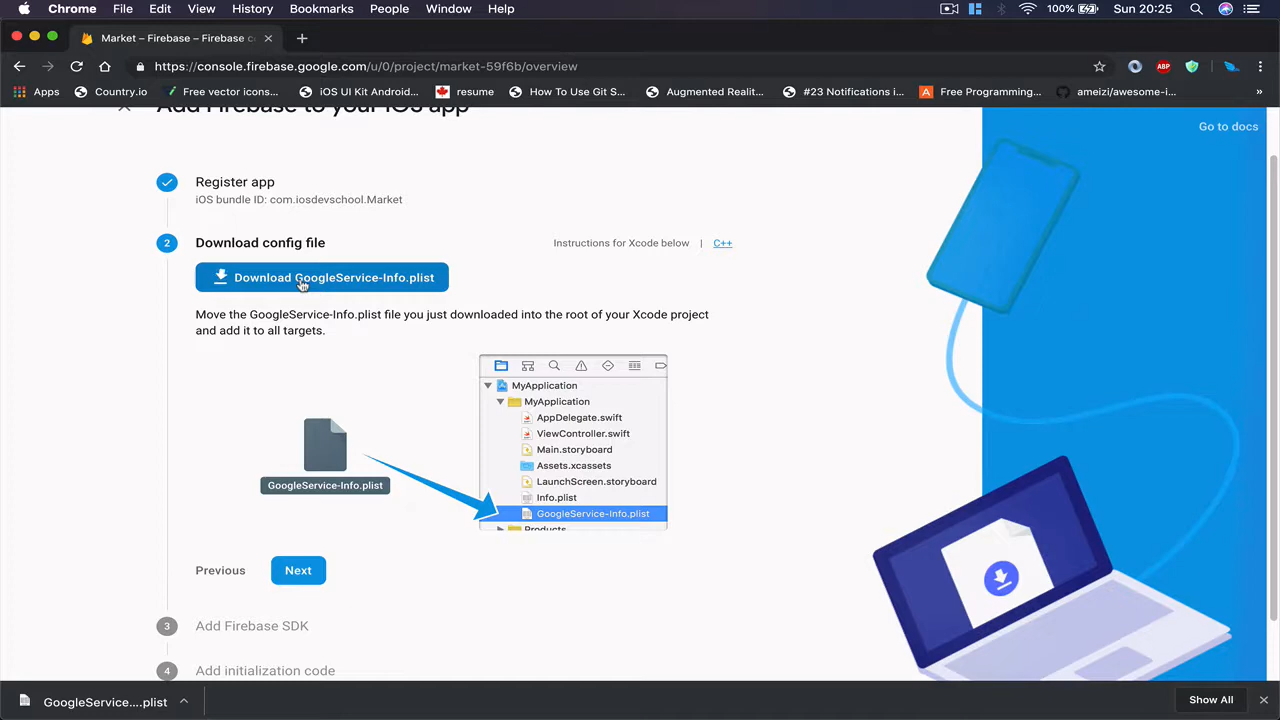 Chrome File Edit View History Bookmarks People Window Help 100% Sun 20:25
Market – Firebase – Firebase c
https://console.firebase.google.com/u/0/project/market-59f6b/overview
Apps Country.io Free vector icons... iOS UI Kit Android... resume How To Use Git S... Augmented Realit... #23 Notifications i... Free Programming... ameizi/awesome-i... »
Add Firebase to your iOS app
Go to docs
Register app
iOS bundle ID: com.iosdevschool.Market
2 Download config file Instructions for Xcode below | C++
Download GoogleService-Info.plist
Move the GoogleService-Info.plist file you just downloaded into the root of your Xcode project
and add it to all targets.
MyApplication
MyApplication
AppDelegate.swift
ViewController.swift
Main.storyboard
Assets.xcassets
LaunchScreen.storyboard
Info.plist
GoogleService-Info.plist
Products
GoogleService-Info.plist
Previous Next
3 Add Firebase SDK
4 Add initialization code
GoogleService....plist Show All